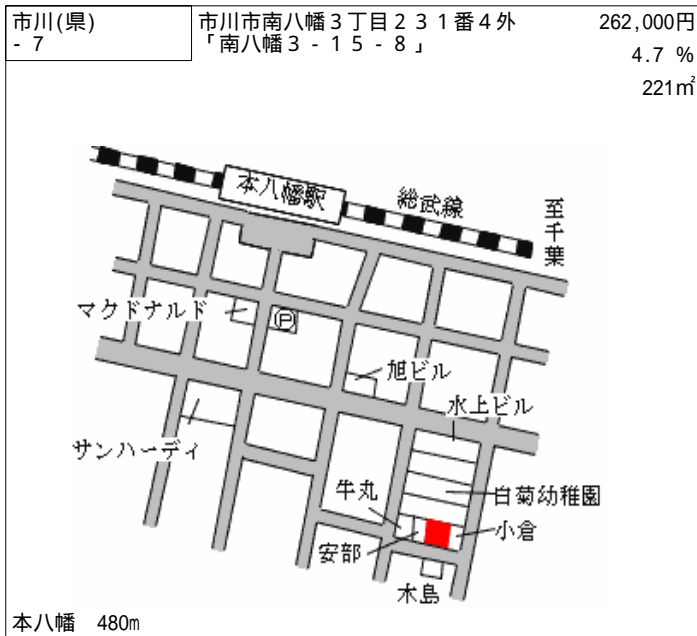 市川(県)
- 7
市川市南八幡３丁目２３１番４外
「南八幡３－１５－８」
262,000円
4.7 %
221㎡
本八幡駅
総武線
至千葉
マクドナルド
Ⓟ
旭ビル
水上ビル
サンハーディ
牛丸
白菊幼稚園
安部
小倉
木島
本八幡 480m